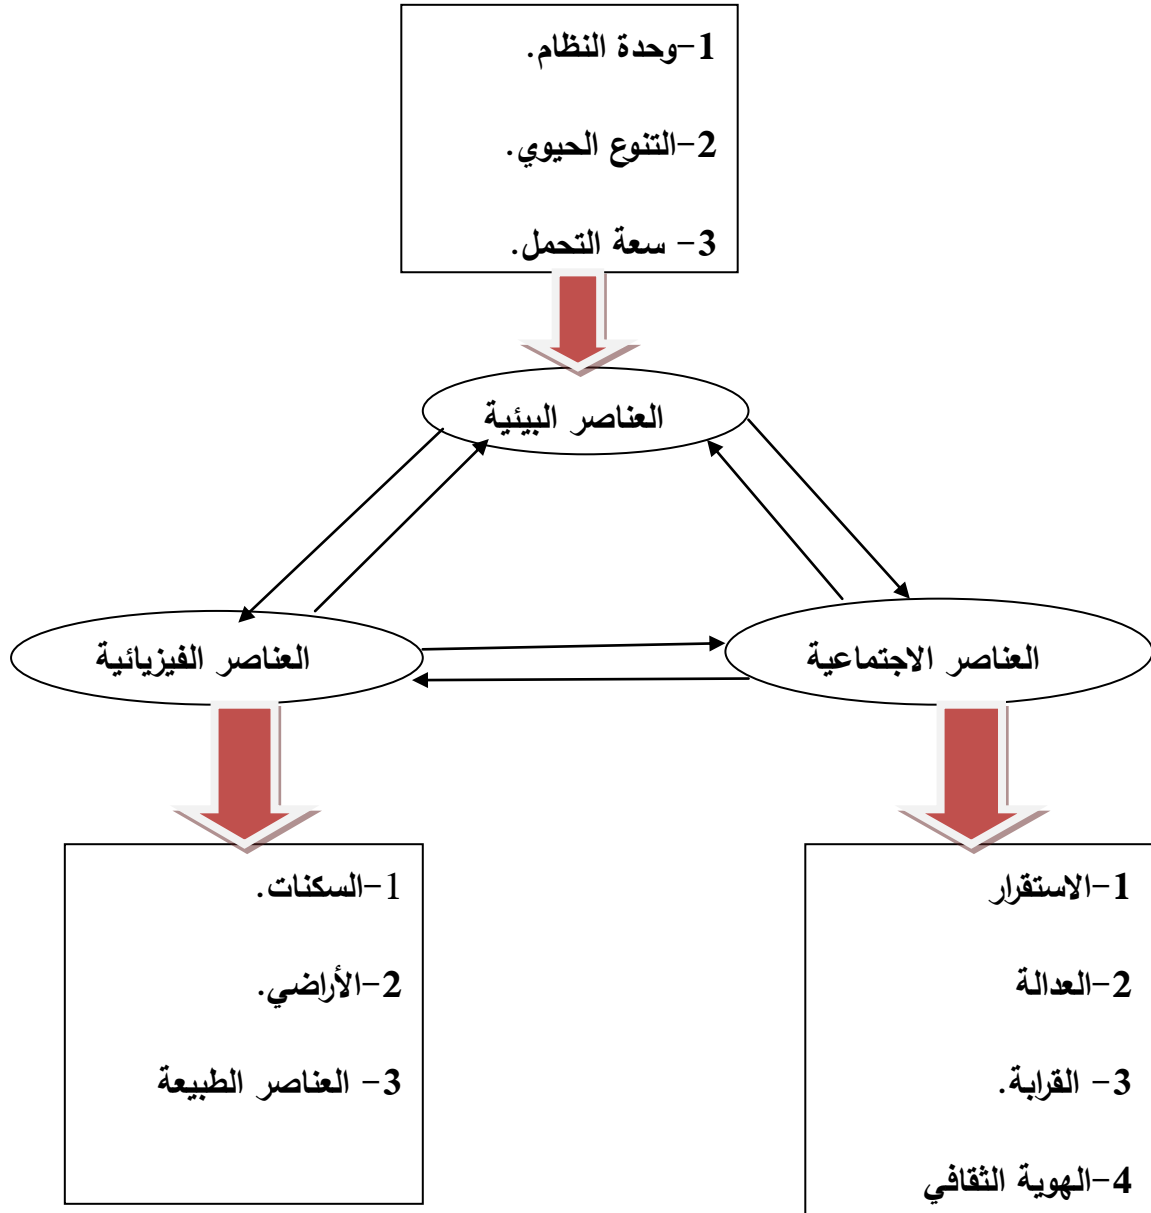 1-وحدة النظام.
2-التنوع الحيوي.
3- سعة التحمل.
العناصر البيئية
العناصر الاجتماعية
العناصر الفيزيائية
1-الاستقرار
2-العدالة
3- القرابة.
4-الهوية الثقافي
1-السكنات.
2-الأراضي.
3- العناصر الطبيعة